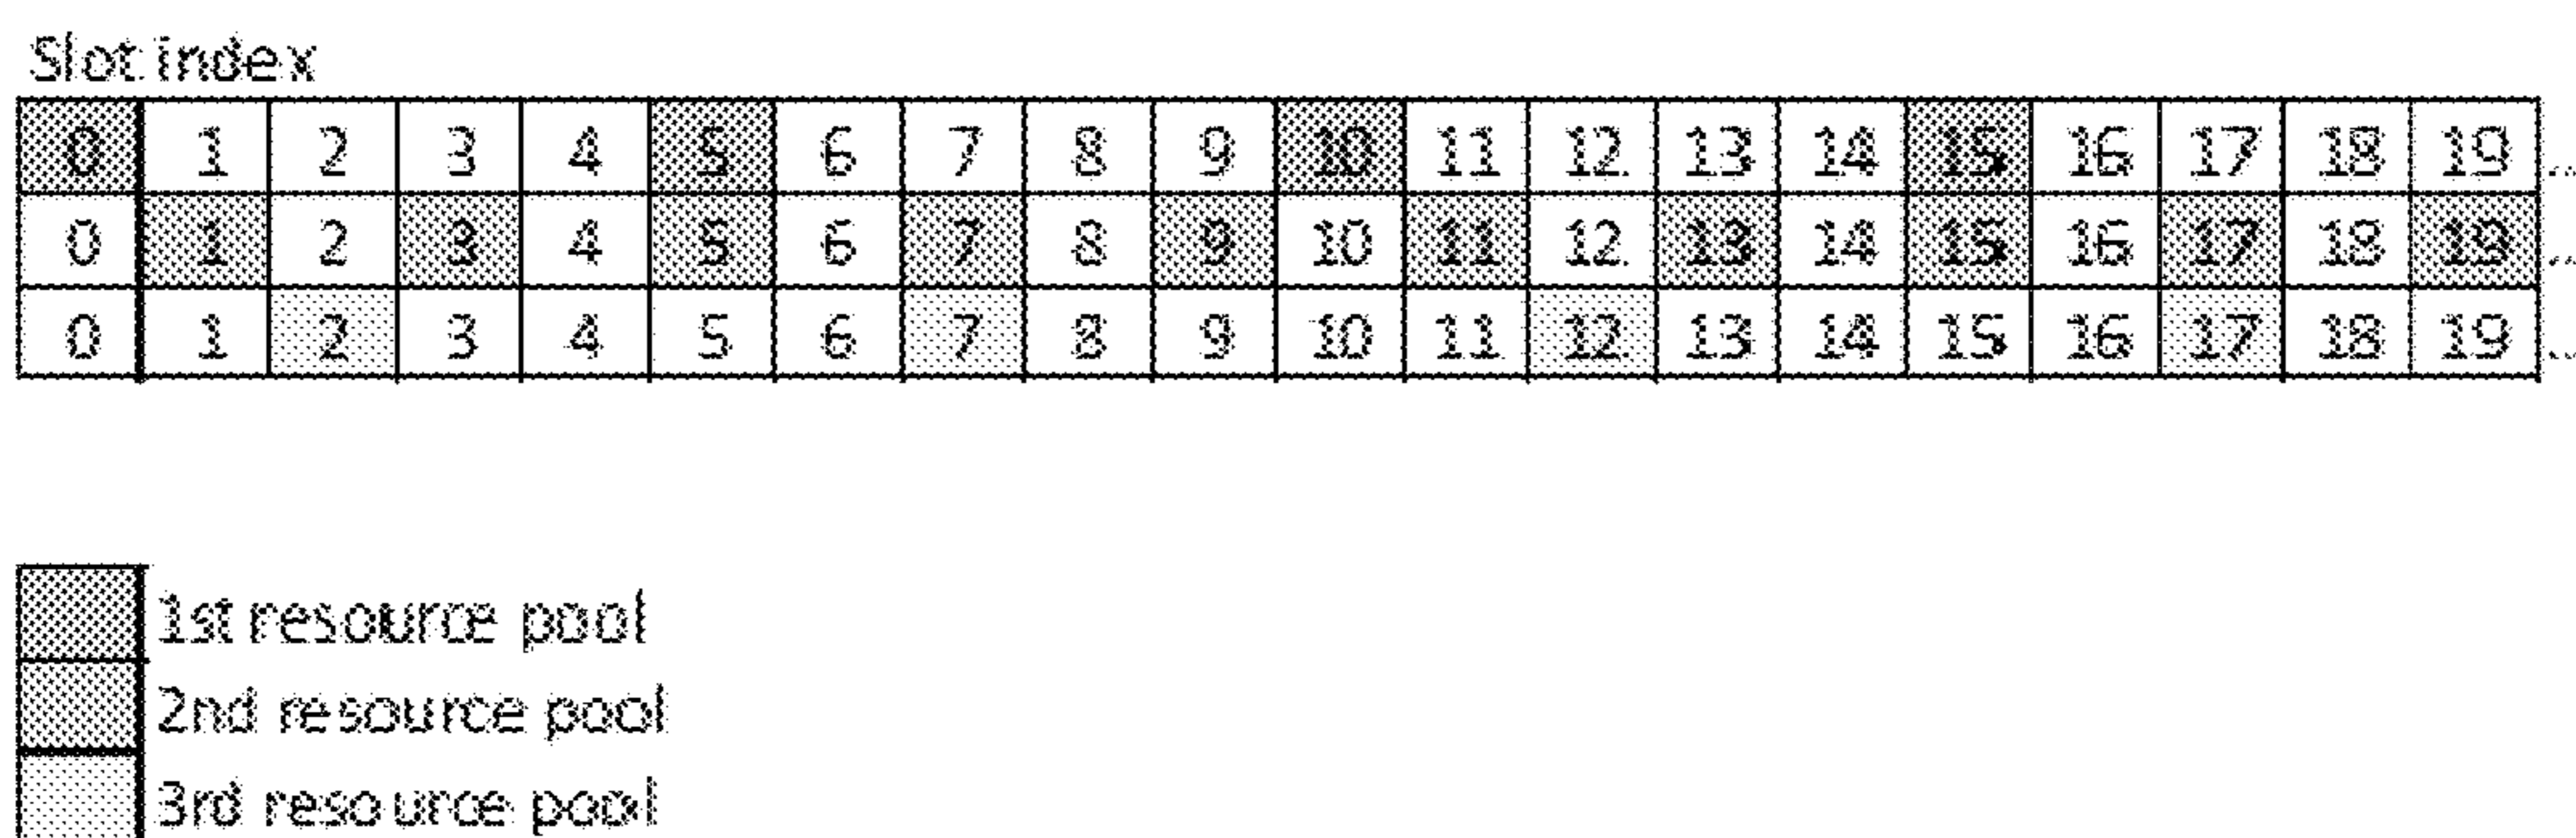 Slot index
0 1 2 3 4 5 6 7 8 9 10 11 12 13 14 15 16 17 18 19 ...
0 1 2 3 4 5 6 7 8 9 10 11 12 13 14 15 16 17 18 19 ...
0 1 2 3 4 5 6 7 8 9 10 11 12 13 14 15 16 17 18 19 ...
1st resource pool
2nd resource pool
3rd resource pool